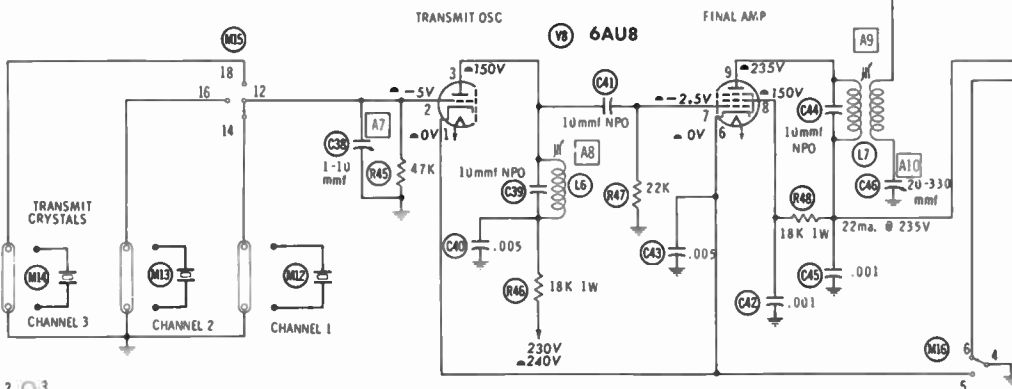 TRANSMIT OSC
FINAL AMP
V8 6AU8
M15
18
16
12
14
A7
-5V
2
3
150V
0V
1
C38
1-10
mmf
R45
47K
C41
10mmf NPO
10mmf NPO
C39
A8
L6
C40
.005
R46
18K 1W
230V
240V
R47
22K
-2.5V
7
0V
6
9
235V
150V
8
C43
.005
C42
.001
A9
C44
10mmf
NPO
L7
A10
C46
20-330
mmf
R48
18K 1W
22ma. @ 235V
C45
.001
TRANSMIT
CRYSTALS
M14
CHANNEL 3
M13
CHANNEL 2
M12
CHANNEL 1
M16
6
4
5
2
3